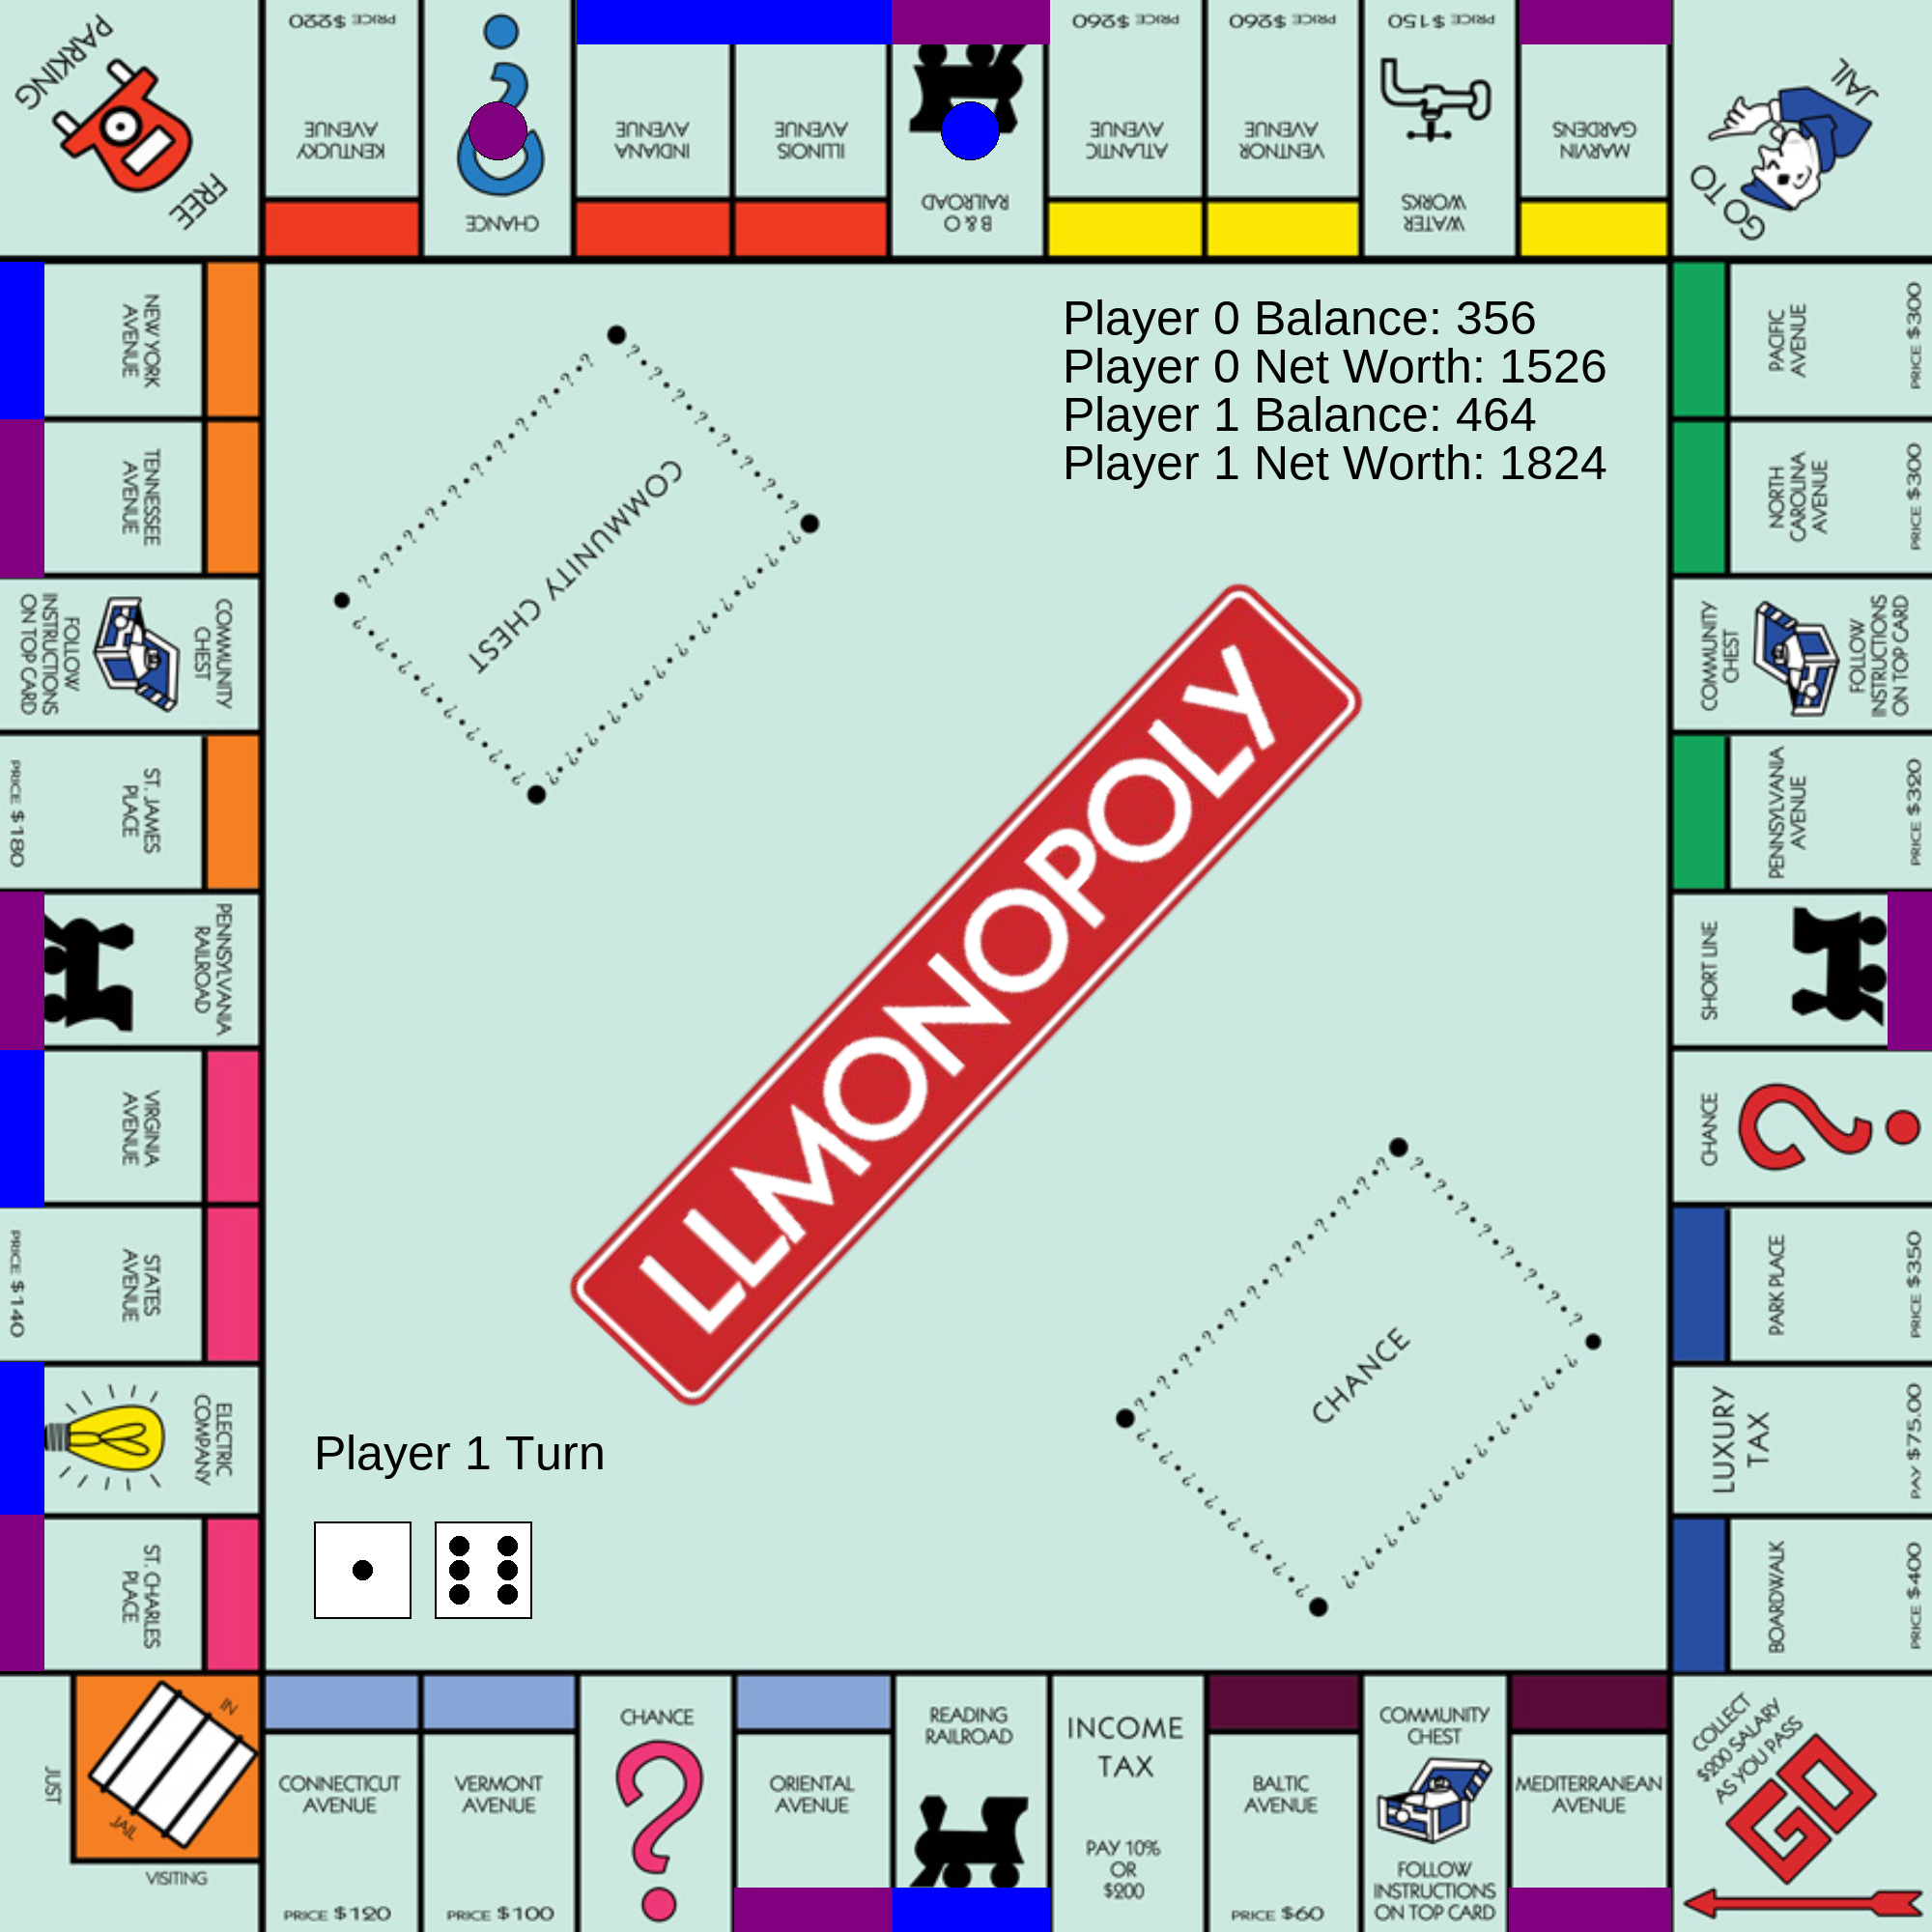 FREE
PARKING
PRICE $220
KENTUCKY
AVENUE
CHANCE
INDIANA
AVENUE
ILLINOIS
AVENUE
B & O
RAILROAD
PRICE $260
ATLANTIC
AVENUE
PRICE $260
VENTNOR
AVENUE
PRICE $150
WATER
WORKS
MARVIN
GARDENS
GO TO
JAIL
NEW YORK
AVENUE
TENNESSEE
AVENUE
COMMUNITY
CHEST
FOLLOW
INSTRUCTIONS
ON TOP CARD
ST. JAMES
PLACE
PRICE $180
PENNSYLVANIA
RAILROAD
VIRGINIA
AVENUE
STATES
AVENUE
PRICE $140
ELECTRIC
COMPANY
ST. CHARLES
PLACE
Player 0 Balance: 356
Player 0 Net Worth: 1526
Player 1 Balance: 464
Player 1 Net Worth: 1824
COMMUNITY CHEST
LLMONOPOLY
CHANCE
Player 1 Turn
PACIFIC
AVENUE
PRICE $300
NORTH
CAROLINA
AVENUE
PRICE $300
COMMUNITY
CHEST
FOLLOW
INSTRUCTIONS
ON TOP CARD
PENNSYLVANIA
AVENUE
PRICE $320
SHORT LINE
CHANCE
PARK PLACE
PRICE $350
LUXURY
TAX
PAY $75.00
BOARDWALK
PRICE $400
IN
JAIL
JUST
VISITING
CONNECTICUT
AVENUE
PRICE $120
VERMONT
AVENUE
PRICE $100
CHANCE
ORIENTAL
AVENUE
READING
RAILROAD
INCOME
TAX
PAY 10%
OR
$200
BALTIC
AVENUE
PRICE $60
COMMUNITY
CHEST
FOLLOW
INSTRUCTIONS
ON TOP CARD
MEDITERRANEAN
AVENUE
COLLECT
$200 SALARY
AS YOU PASS
GO